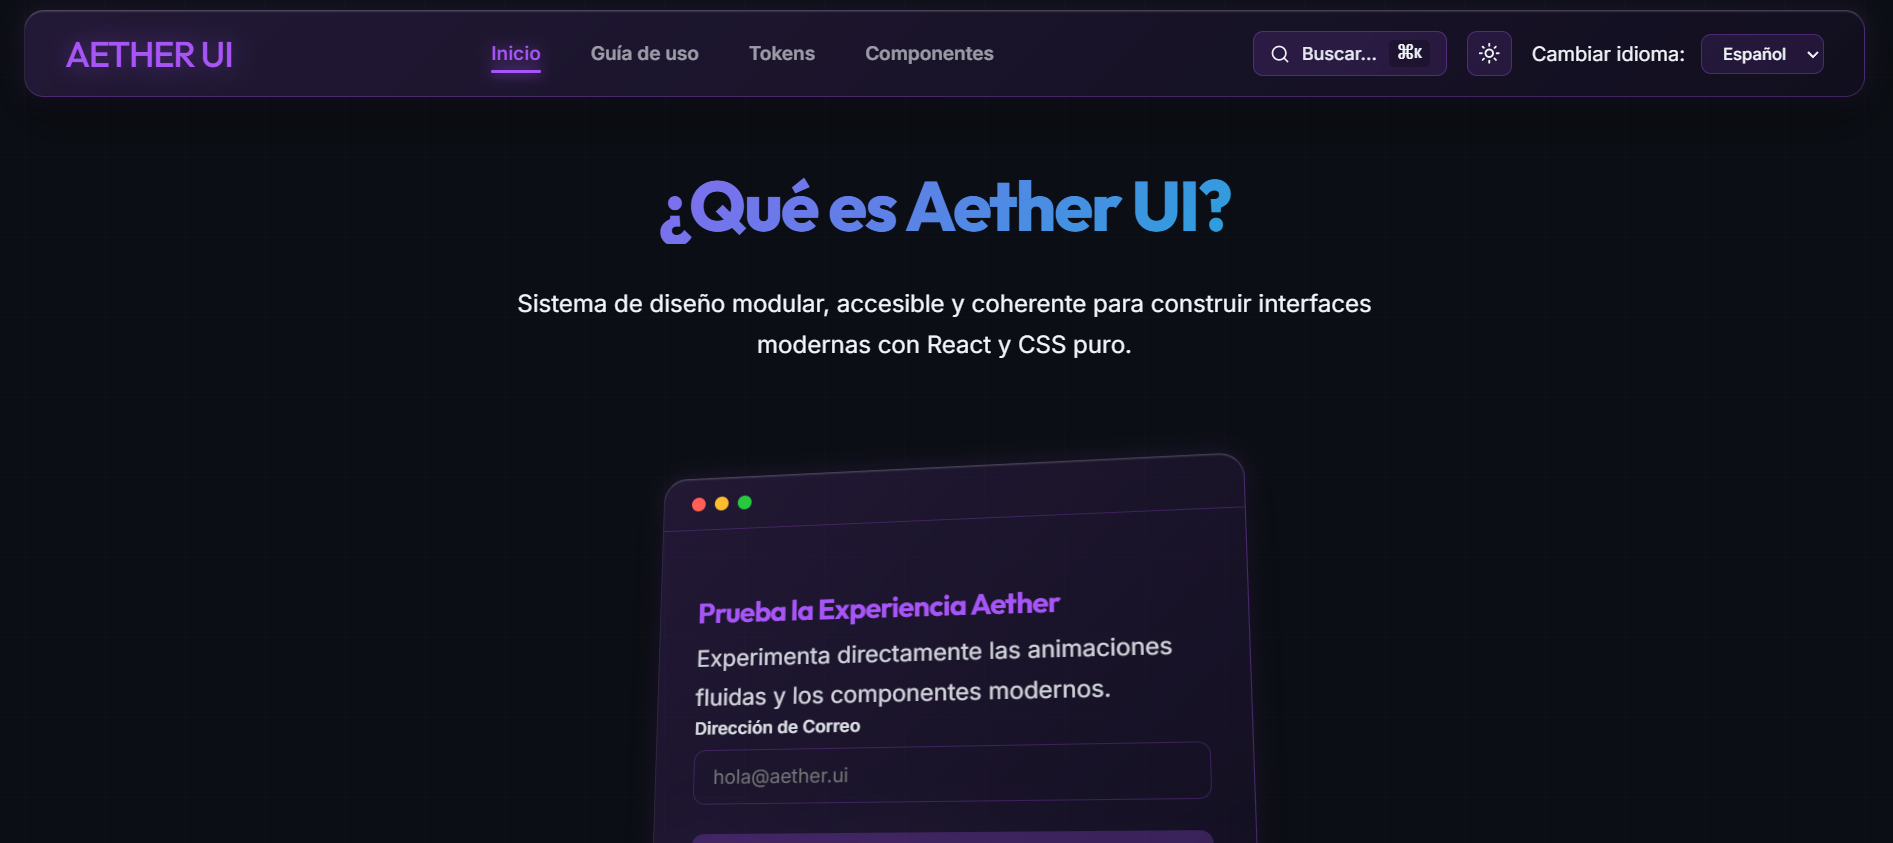 AETHER UI
Inicio
Guía de uso
Tokens
Componentes
Buscar...
⌘K
Cambiar idioma:
Español
¿Qué es Aether UI?
Sistema de diseño modular, accesible y coherente para construir interfaces
modernas con React y CSS puro.
Prueba la Experiencia Aether
Experimenta directamente las animaciones
fluidas y los componentes modernos.
Dirección de Correo
hola@aether.ui